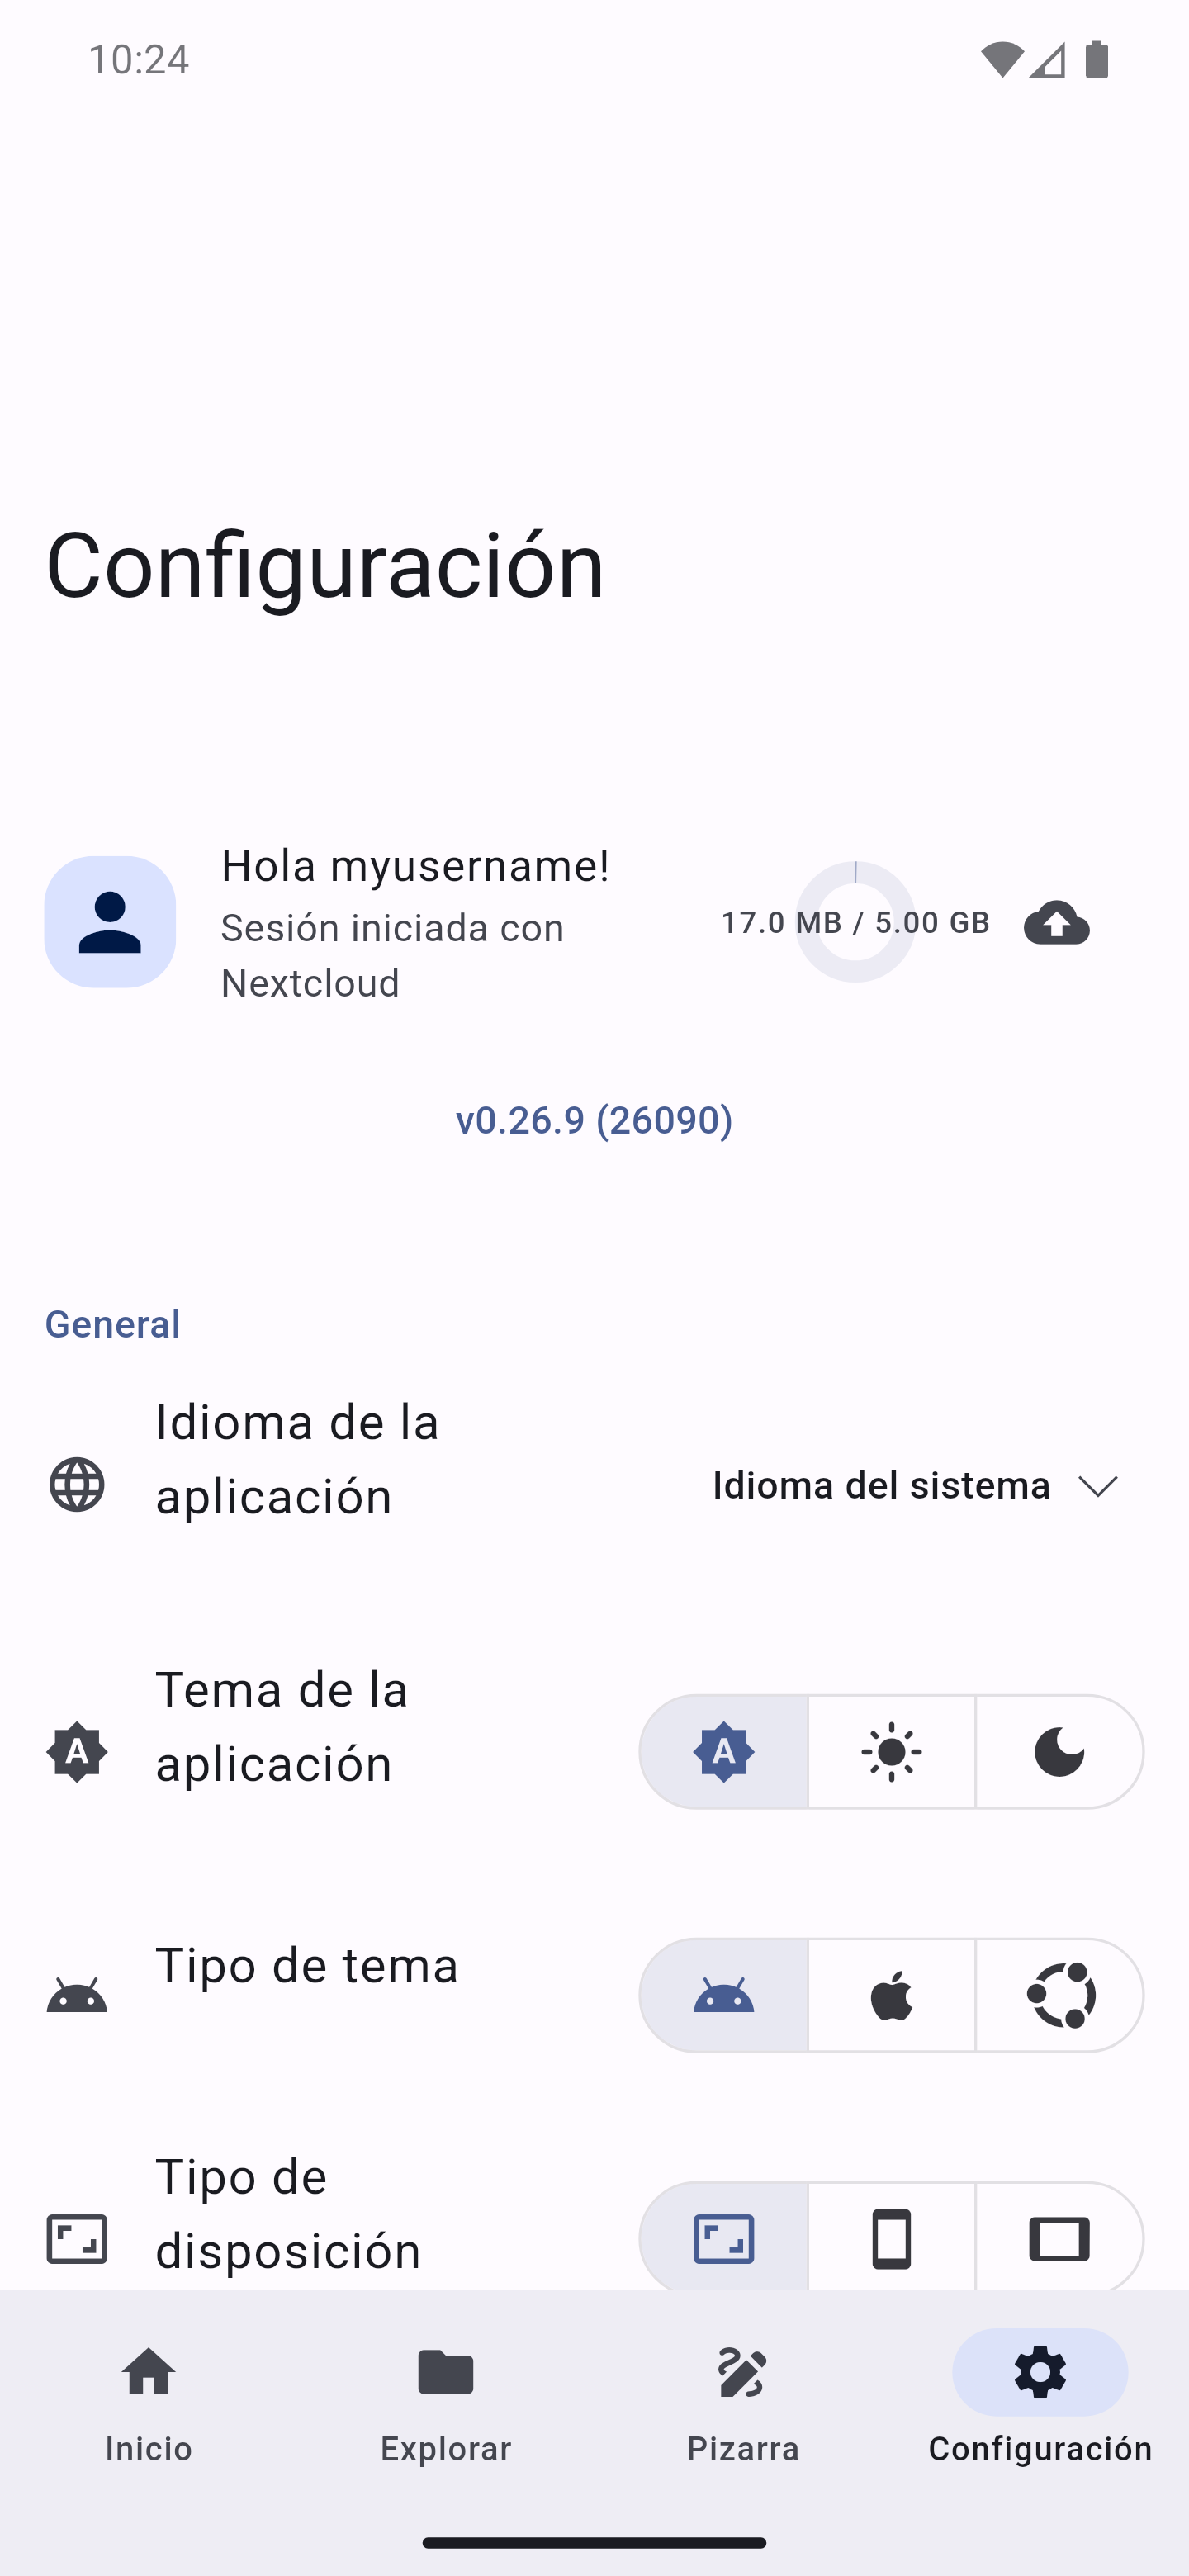 10:24
Configuración
Hola myusername!
Sesión iniciada con
Nextcloud
17.0 MB / 5.00 GB
v0.26.9 (26090)
General
Idioma de la
aplicación
Idioma del sistema
Tema de la
aplicación
Tipo de tema
Tipo de
disposición
Inicio
Explorar
Pizarra
Configuración